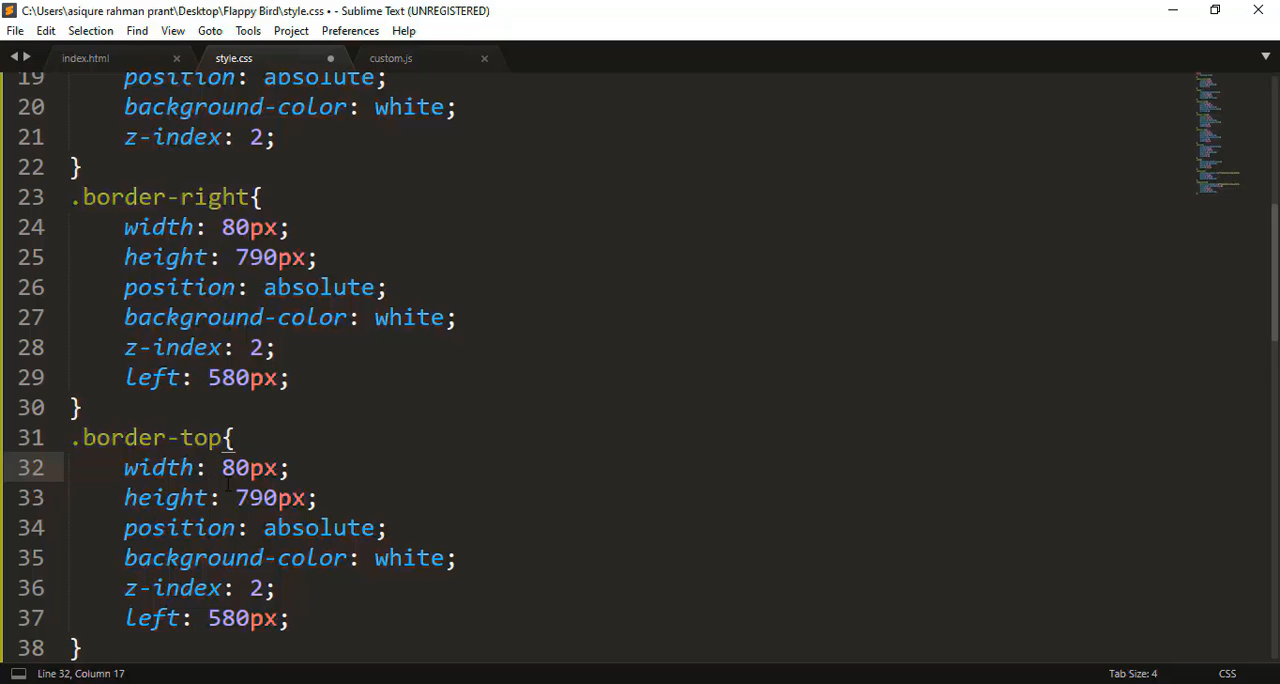 C:\Users\asiqure rahman prant\Desktop\Flappy Bird\style.css • - Sublime Text (UNREGISTERED)
File Edit Selection Find View Goto Tools Project Preferences Help
index.html style.css custom.js
19 position: absolute;
20 background-color: white;
21 z-index: 2;
22 }
23 .border-right{
24 width: 80px;
25 height: 790px;
26 position: absolute;
27 background-color: white;
28 z-index: 2;
29 left: 580px;
30 }
31 .border-top{
32 width: 80px;
33 height: 790px;
34 position: absolute;
35 background-color: white;
36 z-index: 2;
37 left: 580px;
38 }
Line 32, Column 17 Tab Size: 4 CSS